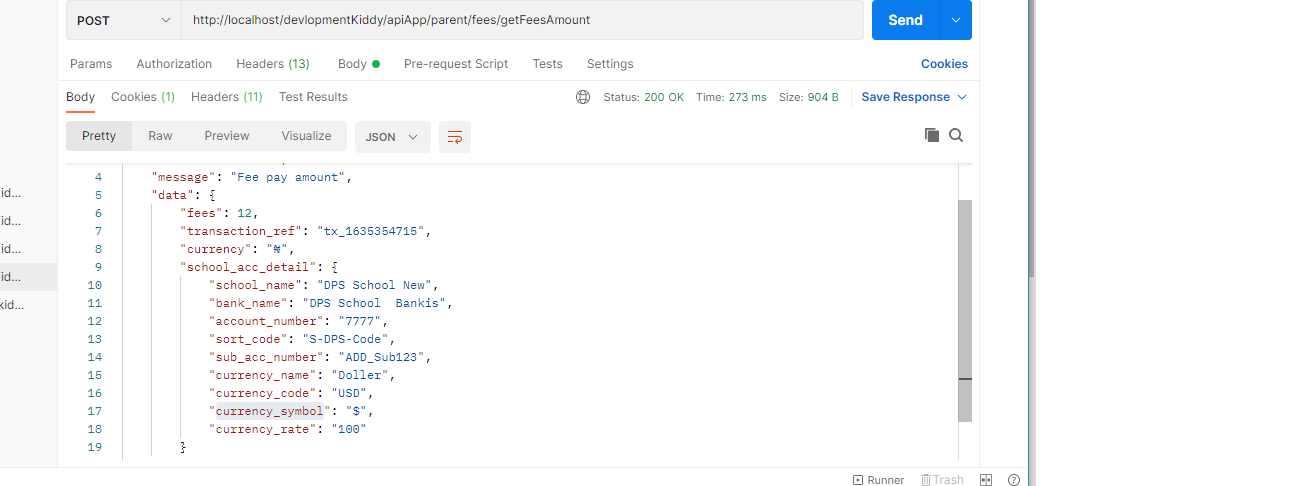 POST http://localhost/devlopmentKiddy/apiApp/parent/fees/getFeesAmount Send
Params Authorization Headers (13) Body Pre-request Script Tests Settings Cookies
Body Cookies (1) Headers (11) Test Results Status: 200 OK Time: 273 ms Size: 904 B Save Response
Pretty Raw Preview Visualize JSON
4 "message": "Fee pay amount",
5 "data": {
6 "fees": 12,
7 "transaction_ref": "tx_1635354715",
8 "currency": "₦",
9 "school_acc_detail": {
10 "school_name": "DPS School New",
11 "bank_name": "DPS School  Bankis",
12 "account_number": "7777",
13 "sort_code": "S-DPS-Code",
14 "sub_acc_number": "ADD_Sub123",
15 "currency_name": "Doller",
16 "currency_code": "USD",
17 "currency_symbol": "$",
18 "currency_rate": "100"
19 }
id...
id...
id...
id...
kid...
Runner Trash